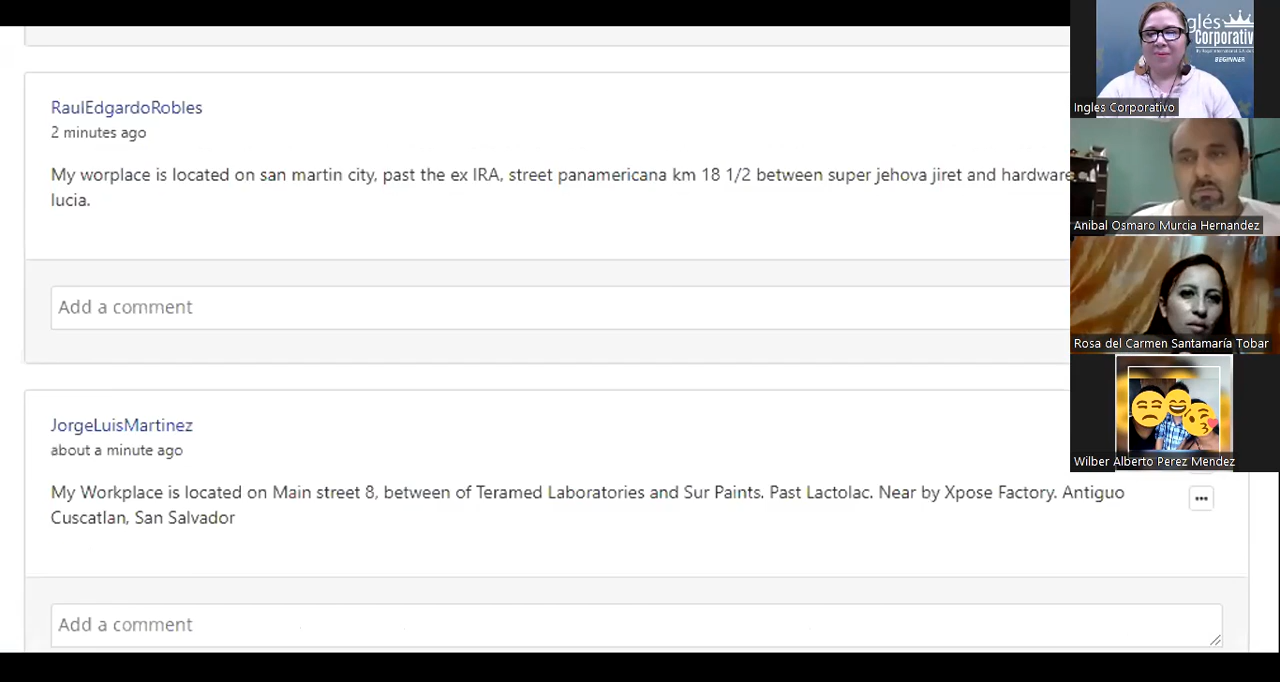 RaulEdgardoRobles
2 minutes ago
My worplace is located on san martin city, past the ex IRA, street panamericana km 18 1/2 between super jehova jiret and hardware
lucia.
Add a comment
JorgeLuisMartinez
about a minute ago
My Workplace is located on Main street 8, between of Teramed Laboratories and Sur Paints. Past Lactolac. Near by Xpose Factory. Antiguo
Cuscatlan, San Salvador
Add a comment
glés
Corporativ
BEGINNER
Ingles Corporativo
Anibal Osmaro Murcia Hernandez
Rosa del Carmen Santamaría Tobar
Wilber Alberto Perez Mendez